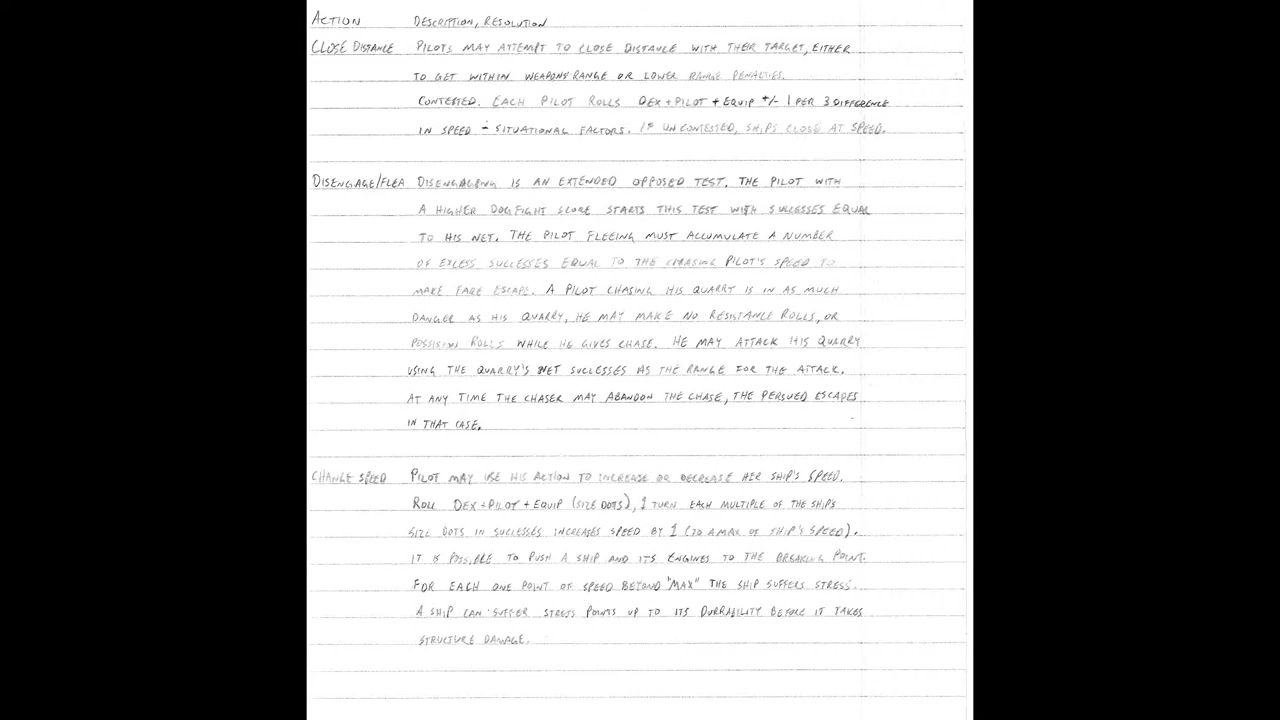 ACTION DESCRIPTION, RESOLUTION
CLOSE DISTANCE PILOTS MAY ATTEMPT TO CLOSE DISTANCE WITH THEIR TARGET, EITHER
TO GET WITHIN WEAPONS RANGE OR LOWER RANGE PENALTIES.
CONTESTED. EACH PILOT ROLLS DEX+PILOT+EQUIP +/- 1 PER 3 DIFFERENCE
IN SPEED - SITUATIONAL FACTORS. IF UNCONTESTED, SHIPS CLOSE AT SPEED.
DISENGAGE/FLEA DISENGAGEING IS AN EXTENDED OPPOSED TEST. THE PILOT WITH
A HIGHER DOGFIGHT SCORE STARTS THIS TEST WITH SUCCESSES EQUAL
TO HIS NET. THE PILOT FLEEING MUST ACCUMULATE A NUMBER
OF EXCESS SUCCESSES EQUAL TO THE CHASING PILOT'S SPEED TO
MAKE FARE ESCAPE. A PILOT CHASING HIS QUARRY IS IN AS MUCH
DANGER AS HIS QUARRY, HE MAY MAKE NO RESISTANCE ROLLS, OR
POSSISION ROLLS WHILE HE GIVES CHASE. HE MAY ATTACK HIS QUARRY
USING THE QUARRY'S NET SUCCESSES AS THE RANGE FOR THE ATTACK.
AT ANY TIME THE CHASER MAY ABANDON THE CHASE, THE PERSUED ESCAPES
IN THAT CASE.
CHANGE SPEED PILOT MAY USE HIS ACTION TO INCREASE OR DECREASE HER SHIP'S SPEED.
ROLL DEX+PILOT+EQUIP (SIZE DOTS), 1 TURN EACH MULTIPLE OF THE SHIPS
SIZE DOTS IN SUCCESSES INCREASES SPEED BY 1 (TO A MAX OF SHIP'S SPEED).
IT IS POSSIBLE TO PUSH A SHIP AND ITS ENGINES TO THE BREAKING POINT.
FOR EACH ONE POINT OF SPEED BEYOND "MAX" THE SHIP SUFFERS STRESS.
A SHIP CAN SUFFER STRESS POINTS UP TO ITS DURRABILITY BEFORE IT TAKES
STRUCTURE DAMAGE.